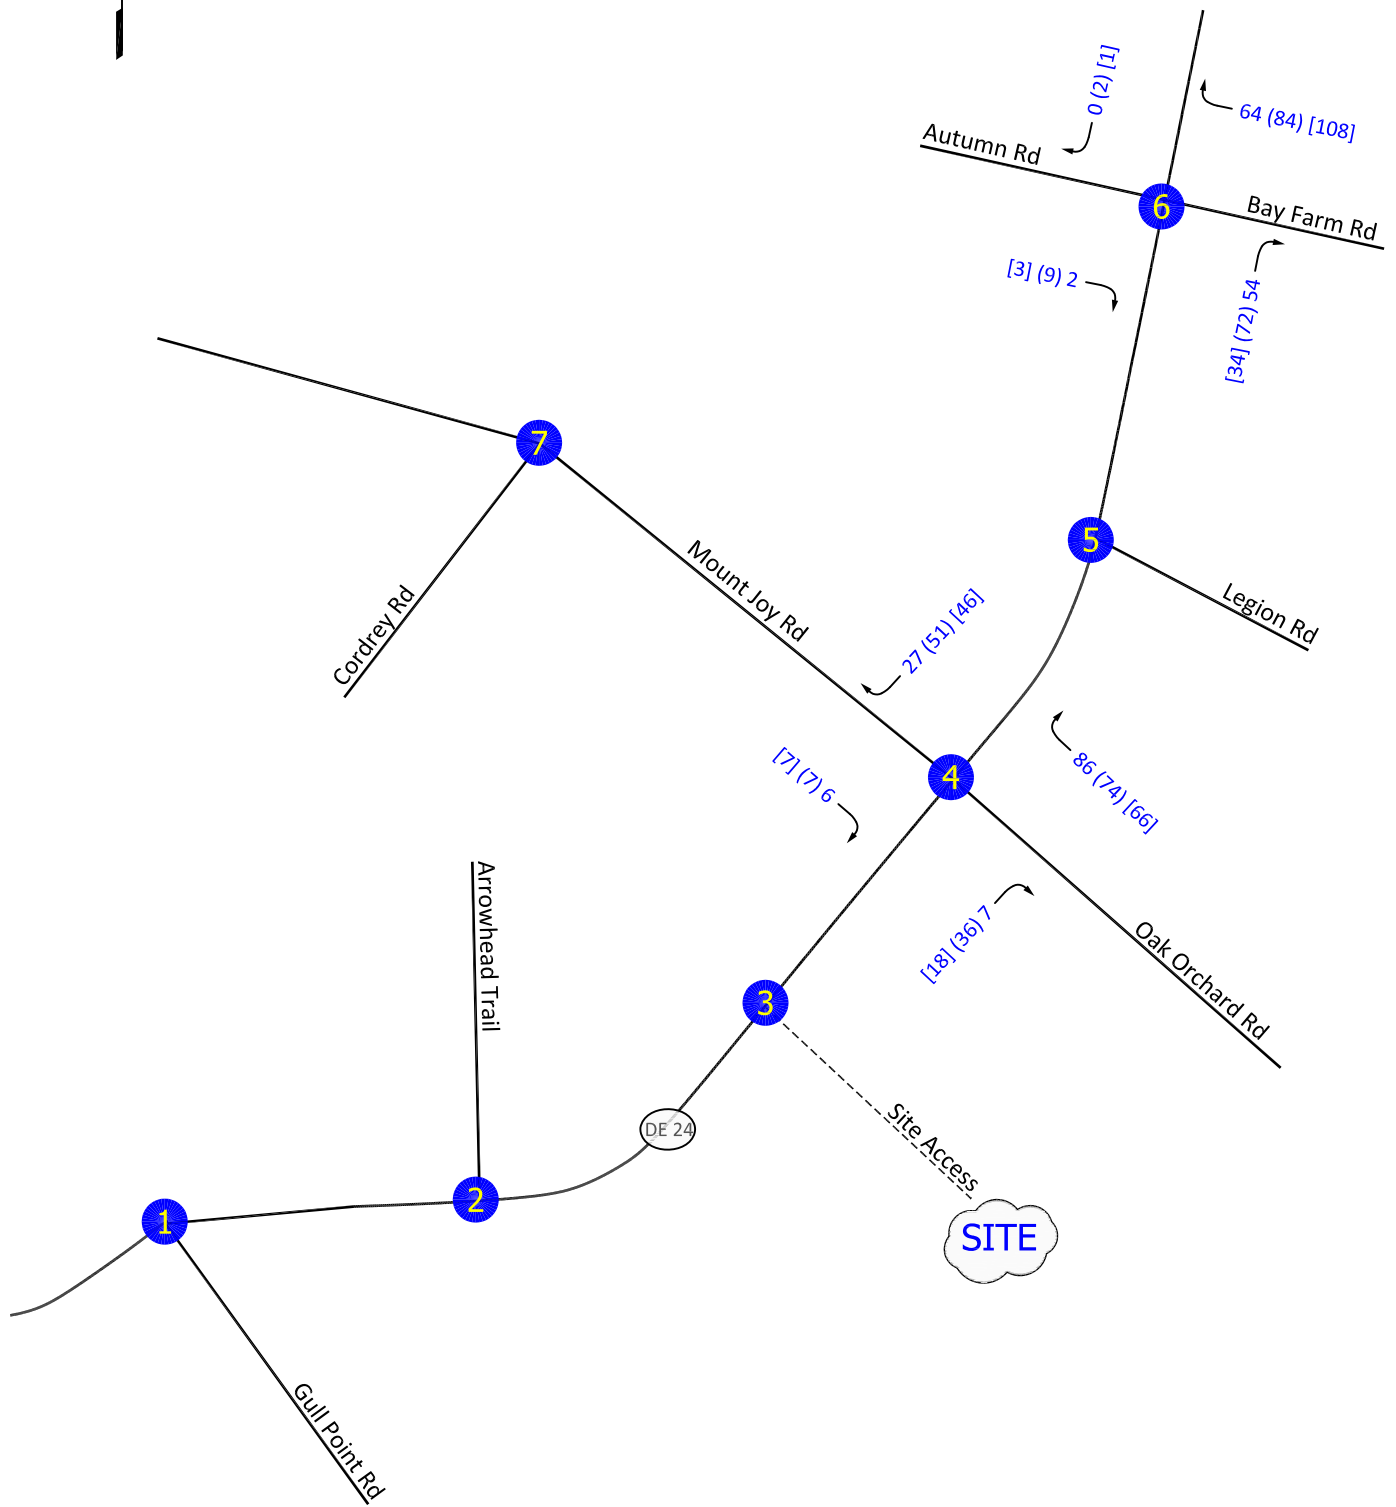 0 (2) [1]
64 (84) [108]
Autumn Rd
6
Bay Farm Rd
[3] (9) 2
[34] (72) 54
7
Mount Joy Rd
5
Legion Rd
Cordrey Rd
27 (51) [46]
[7] (7) 6
4
86 (74) [66]
Arrowhead Trail
[18] (36) 7
Oak Orchard Rd
3
DE 24
Site Access
2
1
SITE
Gull Point Rd